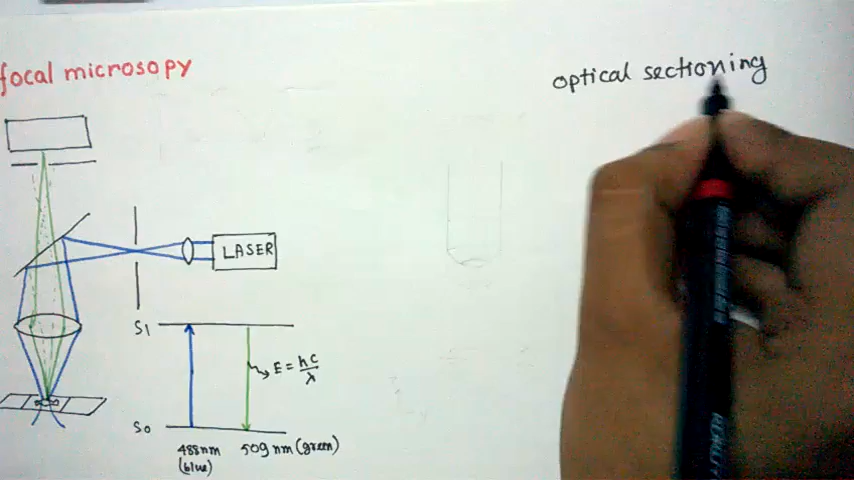 focal microsopy
optical sectioning
LASER
S1
E = hc/λ
S0
488nm
(blue)
509 nm (green)